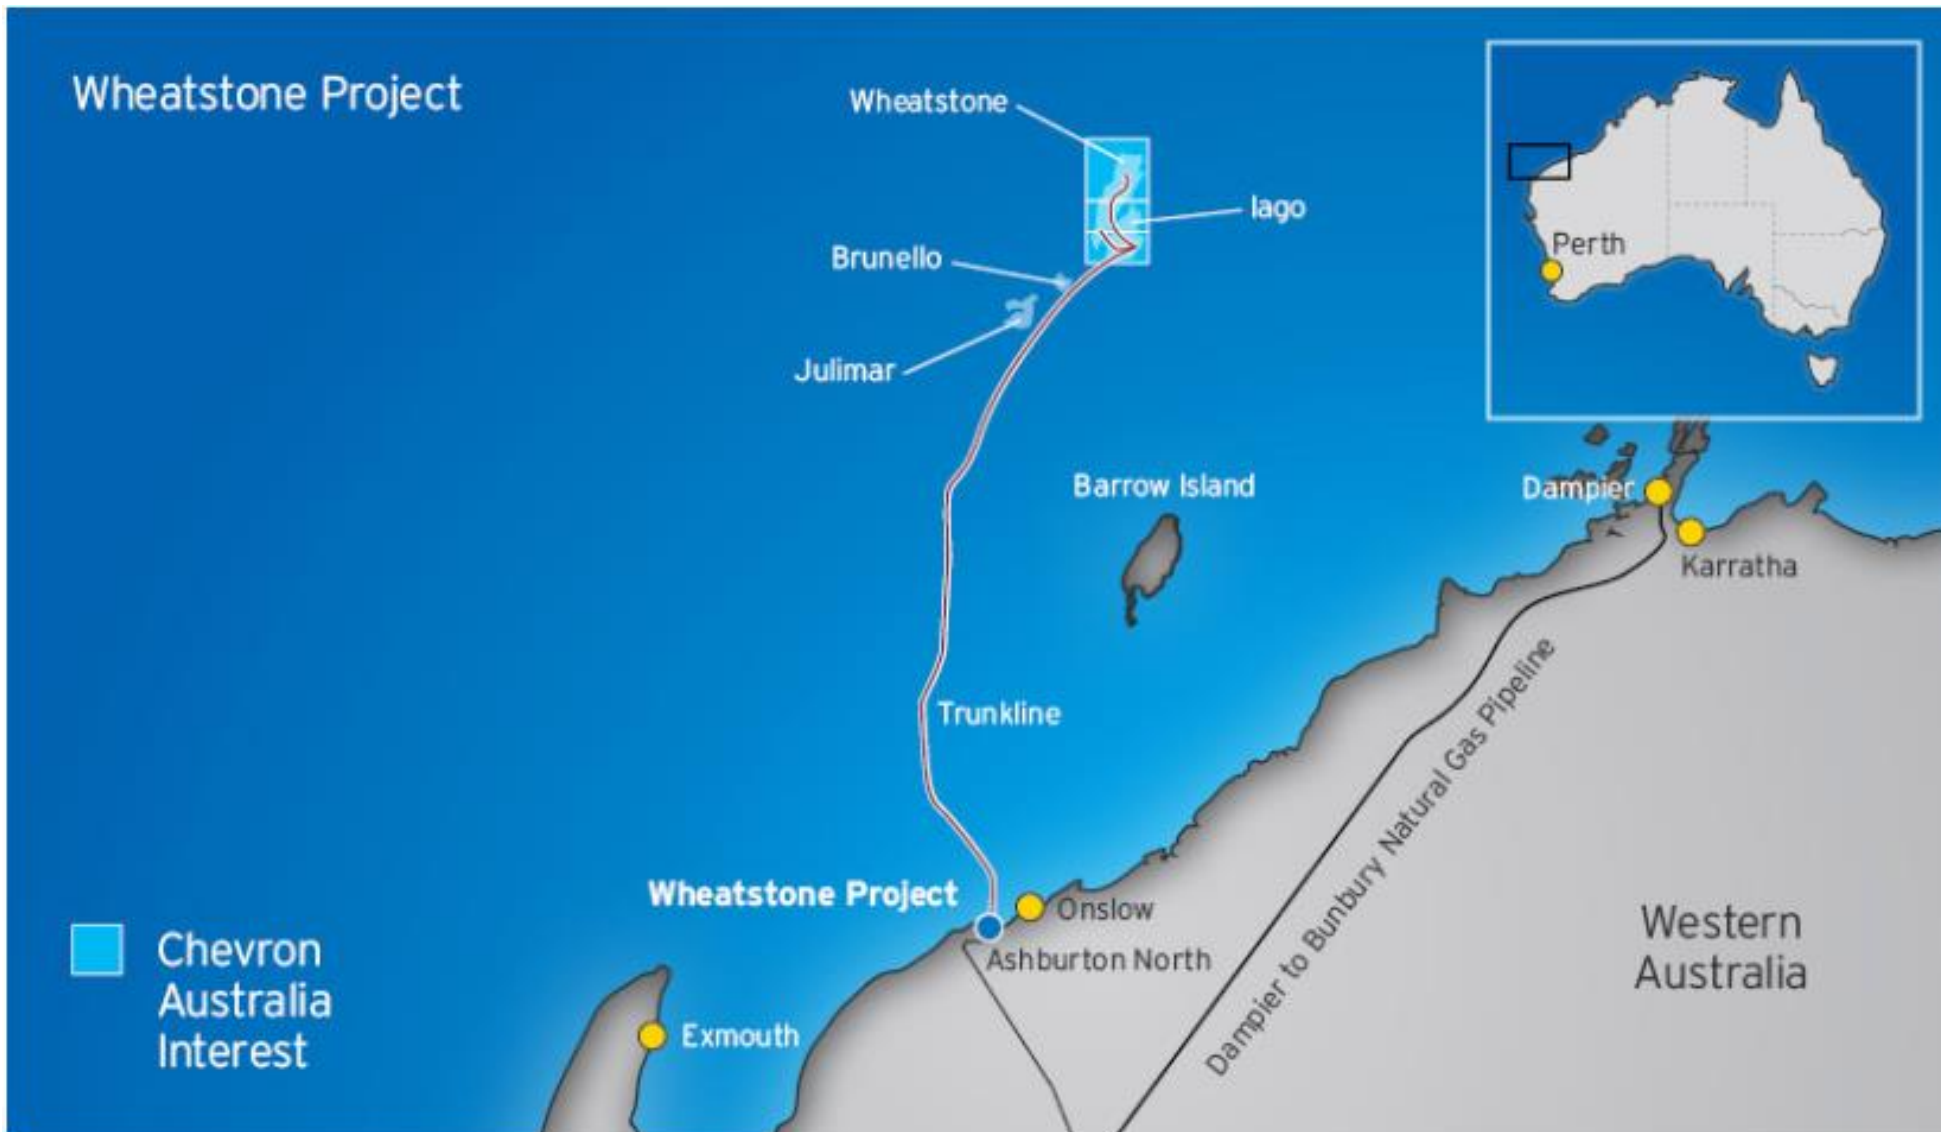 Wheatstone Project
Wheatstone
Iago
Brunello
Julimar
Perth
Barrow Island
Dampier
Karratha
Trunkline
Dampier to Bunbury Natural Gas Pipeline
Wheatstone Project
Onslow
Ashburton North
Exmouth
Western
Australia
Chevron
Australia
Interest